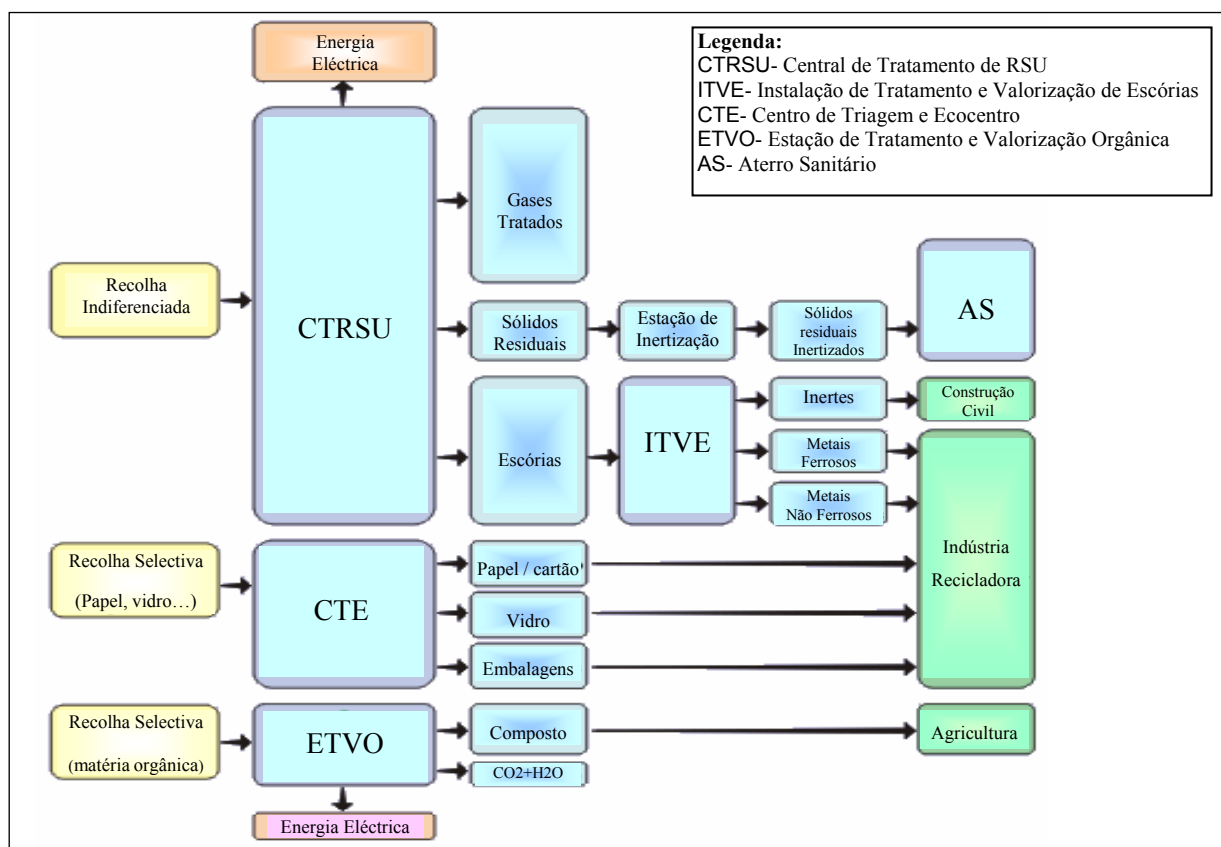 Energia
Eléctrica
Legenda:
CTRSU- Central de Tratamento de RSU
ITVE- Instalação de Tratamento e Valorização de Escórias
CTE- Centro de Triagem e Ecocentro
ETVO- Estação de Tratamento e Valorização Orgânica
AS- Aterro Sanitário
Recolha
Indiferenciada
CTRSU
Gases
Tratados
Sólidos
Residuais
Estação de
Inertização
Sólidos
residuais
Inertizados
AS
Escórias
ITVE
Inertes
Construção
Civil
Metais
Ferrosos
Metais
Não Ferrosos
Indústria
Recicladora
Recolha Selectiva
(Papel, vidro…)
CTE
Papel / cartão
Vidro
Embalagens
Recolha Selectiva
(matéria orgânica)
ETVO
Composto
CO2+H2O
Agricultura
Energia Eléctrica